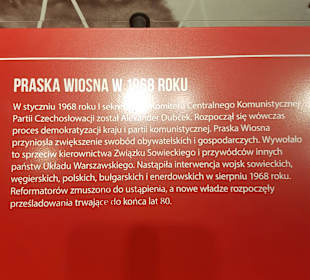 PRASKA WIOSNA W 1968 ROKU
W styczniu 1968 roku I Komitetu Centralnego Komunistycznej
Partii Czechosłowacji został Alexander Dubček. Rozpoczął się wówczas
proces demokratyzacji kraju i partii komunistycznej. Praska Wiosna
przyniosła zwiększenie swobód obywatelskich i gospodarczych. Wywołało
to sprzeciw kierownictwa Związku Sowieckiego i przywódców innych
państw Układu Warszawskiego. Nastąpiła interwencja wojsk sowieckich,
węgierskich, polskich, bułgarskich i enerdowskich w sierpniu 1968 roku.
Reformatorów zmuszono do ustąpienia, a nowe władze rozpoczęły
prześladowania trwające do końca lat 80.